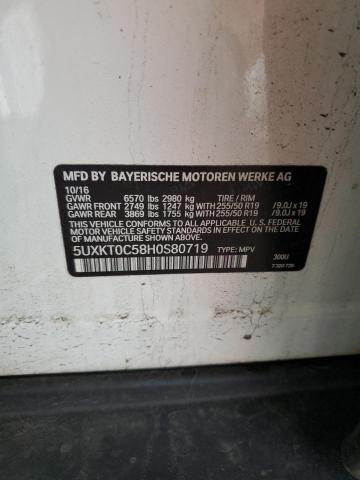 MFD BY BAYERISCHE MOTOREN WERKE AG
10/16
GVWR 6570 lbs 2980 kg TIRE / RIM
GAWR FRONT 2749 lbs 1247 kg WITH 255/50 R19 /9.0J x 19
GAWR REAR 3869 lbs 1755 kg WITH 255/50 R19 /9.0J x 19
THIS VEHICLE CONFORMS TO ALL APPLICABLE U.S. FEDERAL
MOTOR VEHICLE SAFETY STANDARDS IN EFFECT ON THE
DATE OF MANUFACTURE SHOWN ABOVE.
5UXKT0C58H0S80719 TYPE: MPV 300U